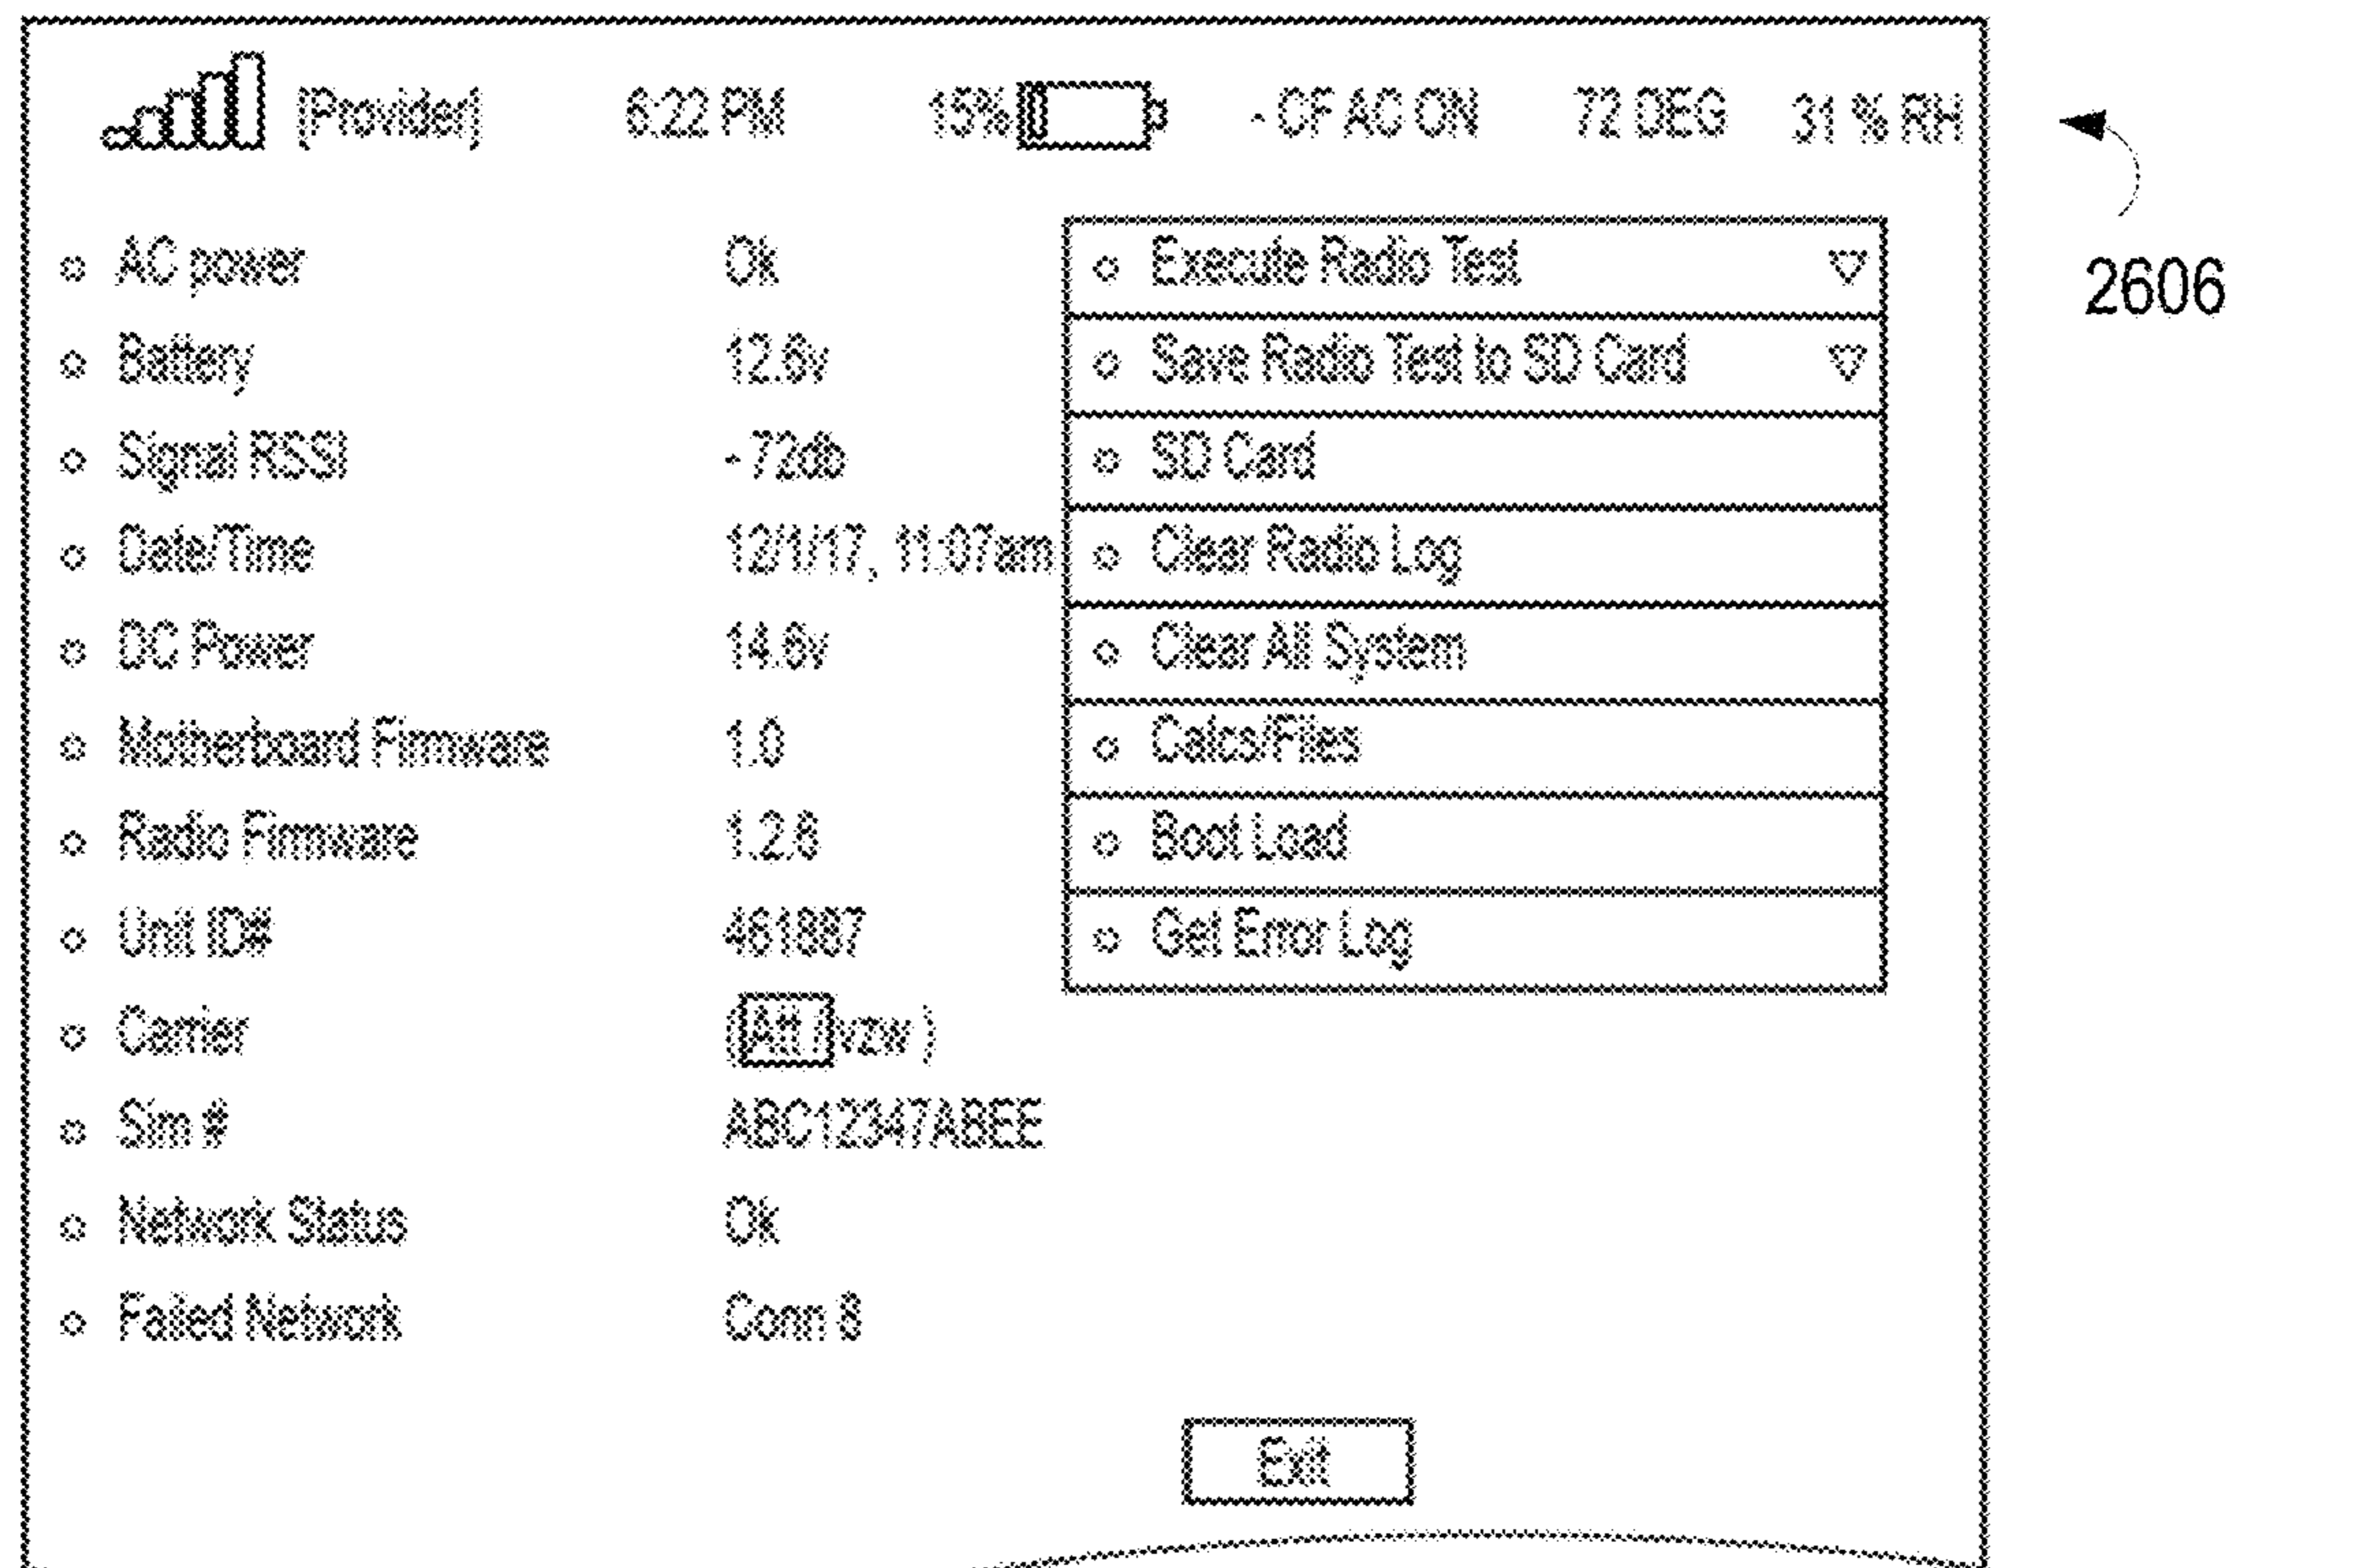 [Provider] 6:22 PM 15% - CF AC ON 72 DEG 31 % RH
2606
AC power Ok
Battery 12.6v
Signal RSSI -72db
Date/Time 12/1/17, 11:07am
DC Power 14.6v
Motherboard Firmware 1.0
Radio Firmware 1.2.6
Unit ID# 461887
Carrier (Att / vzw )
Sim # ABC12347ABEE
Network Status Ok
Failed Network Conn 8
Execute Radio Test
Save Radio Test to SD Card
SD Card
Clear Radio Log
Clear All System
Calcs/Files
Boot Load
Get Error Log
Exit